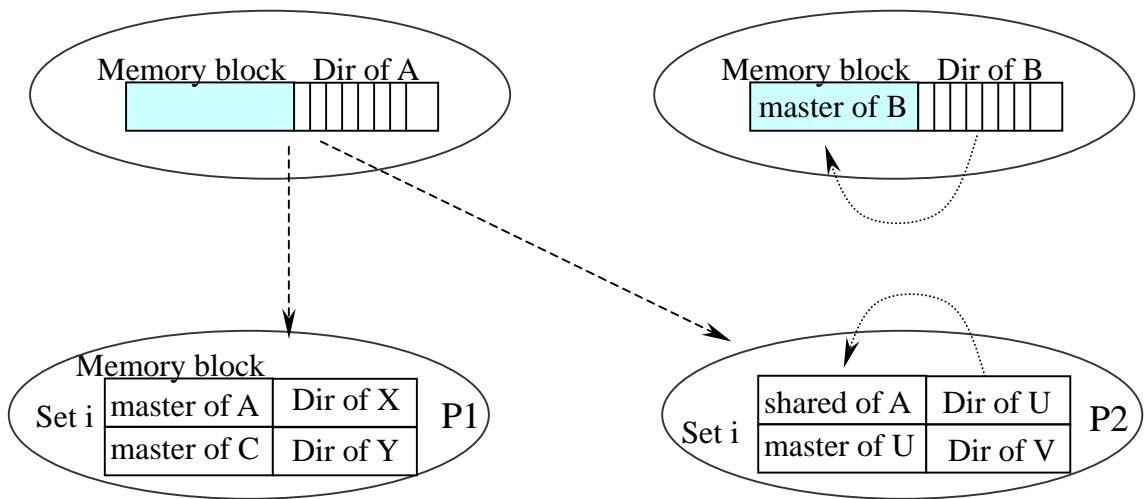 Memory block Dir of A
Memory block Dir of B
master of B
Memory block
Set i
master of A Dir of X
P1
master of C Dir of Y
Set i
shared of A Dir of U
P2
master of U Dir of V